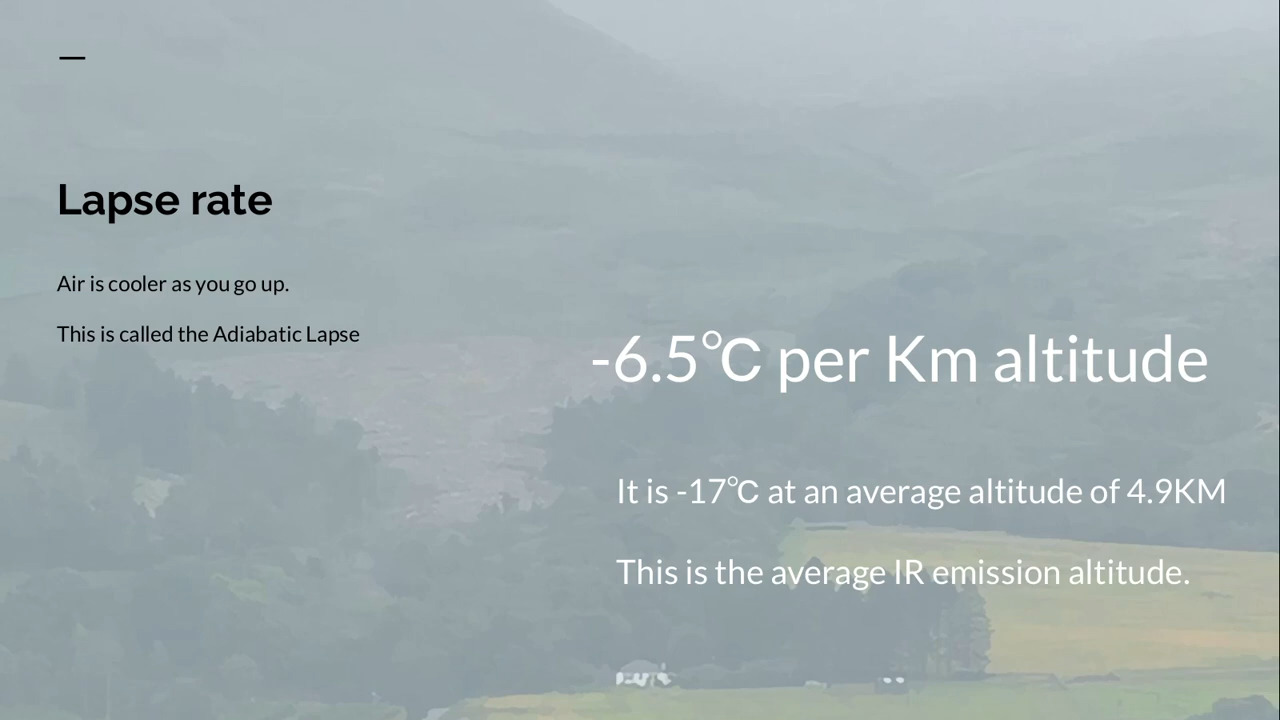 Lapse rate
Air is cooler as you go up.
This is called the Adiabatic Lapse
-6.5℃ per Km altitude
It is -17℃ at an average altitude of 4.9KM
This is the average IR emission altitude.